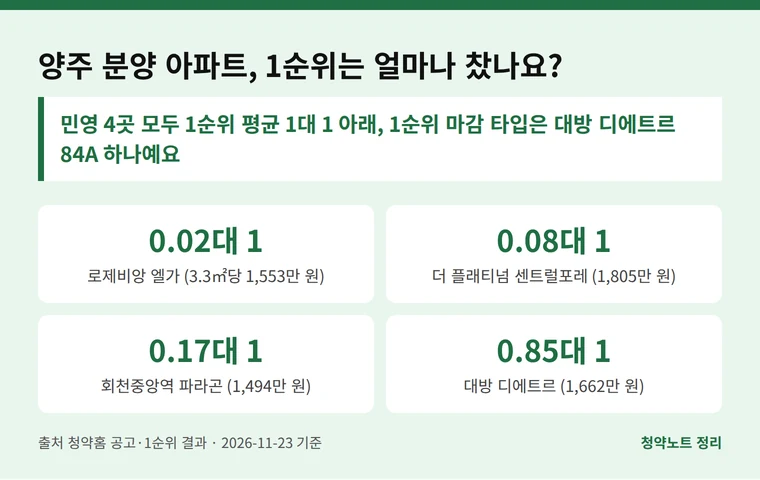 양주 분양 아파트, 1순위는 얼마나 찼나요?
민영 4곳 모두 1순위 평균 1대 1 아래, 1순위 마감 타입은 대방 디에트르
84A 하나예요
0.02대 1
로제비앙 엘가 (3.3㎡당 1,553만 원)
0.08대 1
더 플래티넘 센트럴포레 (1,805만 원)
0.17대 1
회천중앙역 파라곤 (1,494만 원)
0.85대 1
대방 디에트르 (1,662만 원)
출처 청약홈 공고·1순위 결과 · 2026-11-23 기준
청약노트 정리